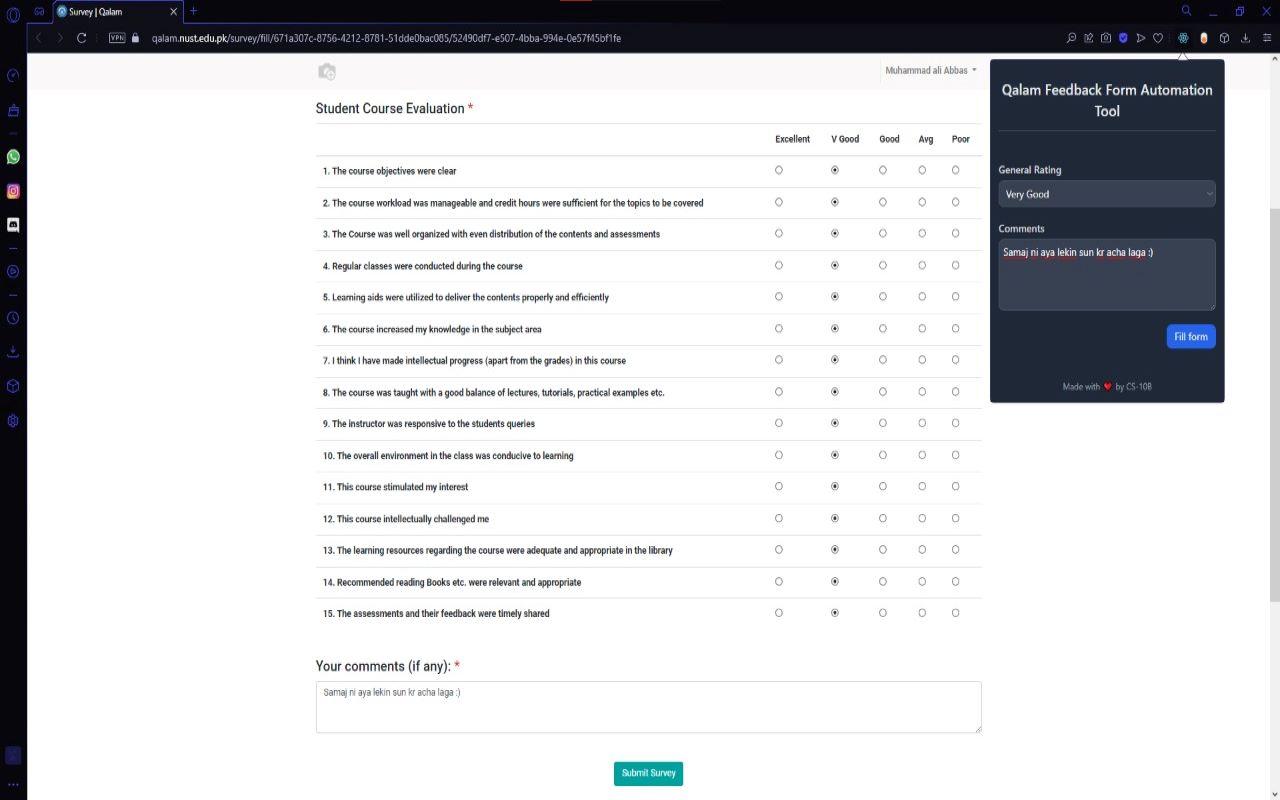 Survey | Qalam
VPN
qalam.nust.edu.pk/survey/fill/671a307c-8756-4212-8781-51dde0bac085/52490df7-e507-4bba-994e-0e57f45bf1fe
Muhammad ali Abbas
Student Course Evaluation *
Excellent V Good Good Avg Poor
1. The course objectives were clear
2. The course workload was manageable and credit hours were sufficient for the topics to be covered
3. The Course was well organized with even distribution of the contents and assessments
4. Regular classes were conducted during the course
5. Learning aids were utilized to deliver the contents properly and efficiently
6. The course increased my knowledge in the subject area
7. I think I have made intellectual progress (apart from the grades) in this course
8. The course was taught with a good balance of lectures, tutorials, practical examples etc.
9. The instructor was responsive to the students queries
10. The overall environment in the class was conducive to learning
11. This course stimulated my interest
12. This course intellectually challenged me
13. The learning resources regarding the course were adequate and appropriate in the library
14. Recommended reading Books etc. were relevant and appropriate
15. The assessments and their feedback were timely shared
Your comments (if any): *
Samaj ni aya lekin sun kr acha laga :)
Submit Survey
Qalam Feedback Form Automation
Tool
General Rating
Very Good
Comments
Samaj ni aya lekin sun kr acha laga :)
Fill form
Made with ❤ by CS-10B